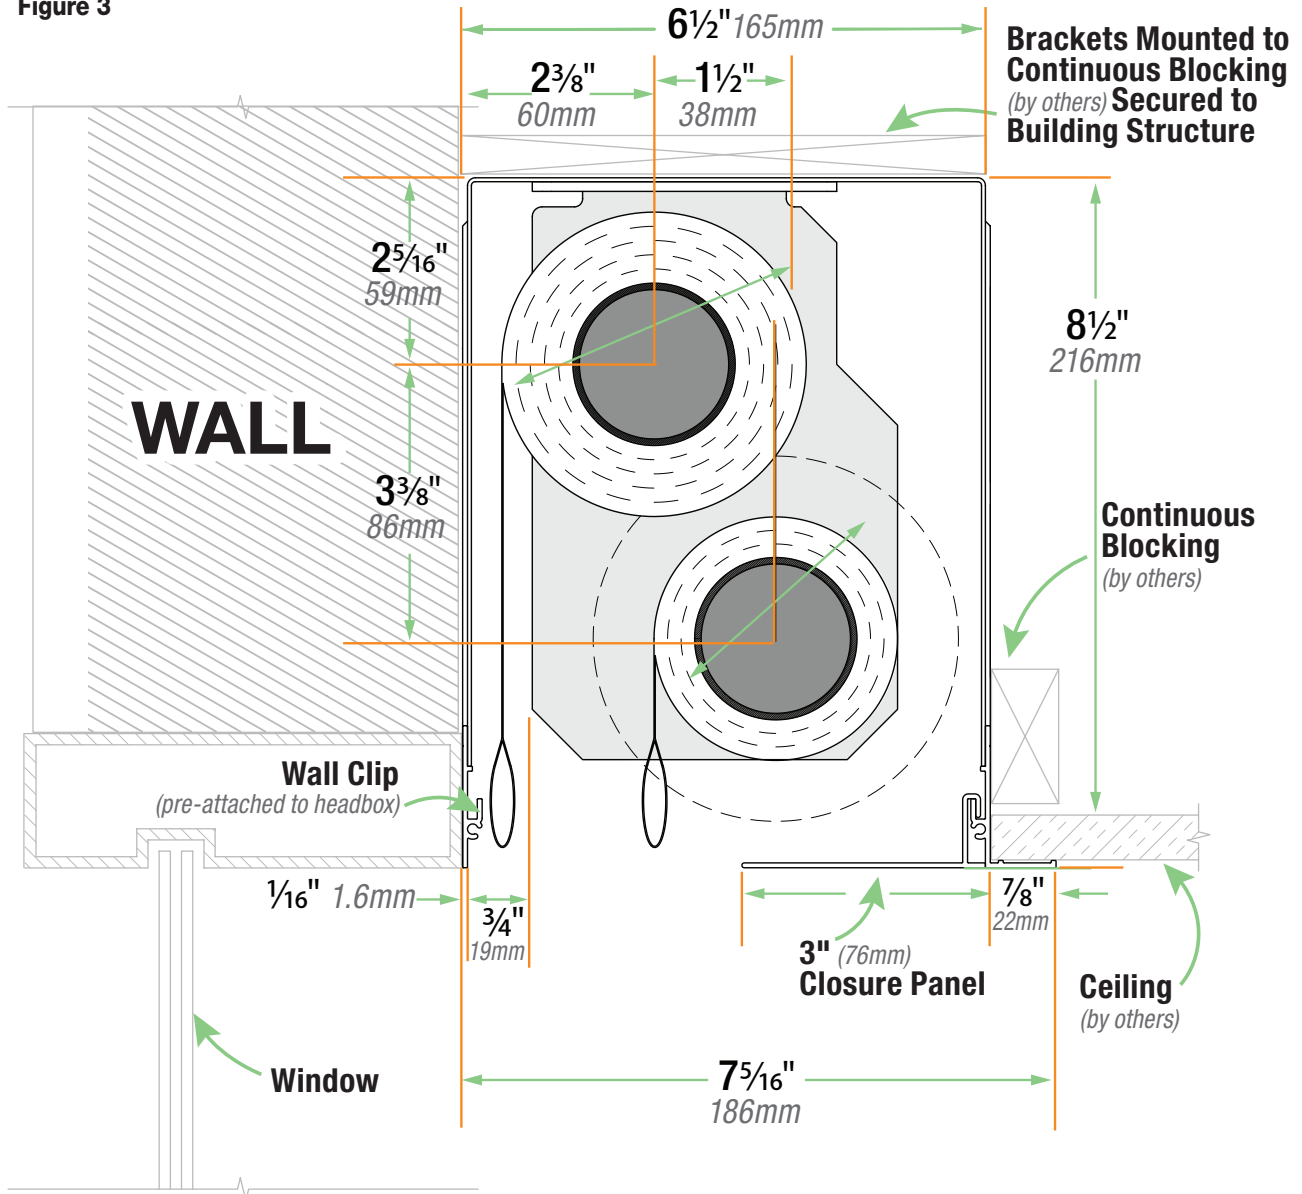 Figure 3
6½" 165mm
2⅜"
60mm
1½"
38mm
Brackets Mounted to
Continuous Blocking
(by others) Secured to
Building Structure
2⁵⁄₁₆"
59mm
8½"
216mm
WALL
3⅜"
86mm
Continuous
Blocking
(by others)
Wall Clip
(pre-attached to headbox)
¹⁄₁₆" 1.6mm
¾"
19mm
⅞"
22mm
3" (76mm)
Closure Panel
Ceiling
(by others)
Window
7⁵⁄₁₆"
186mm